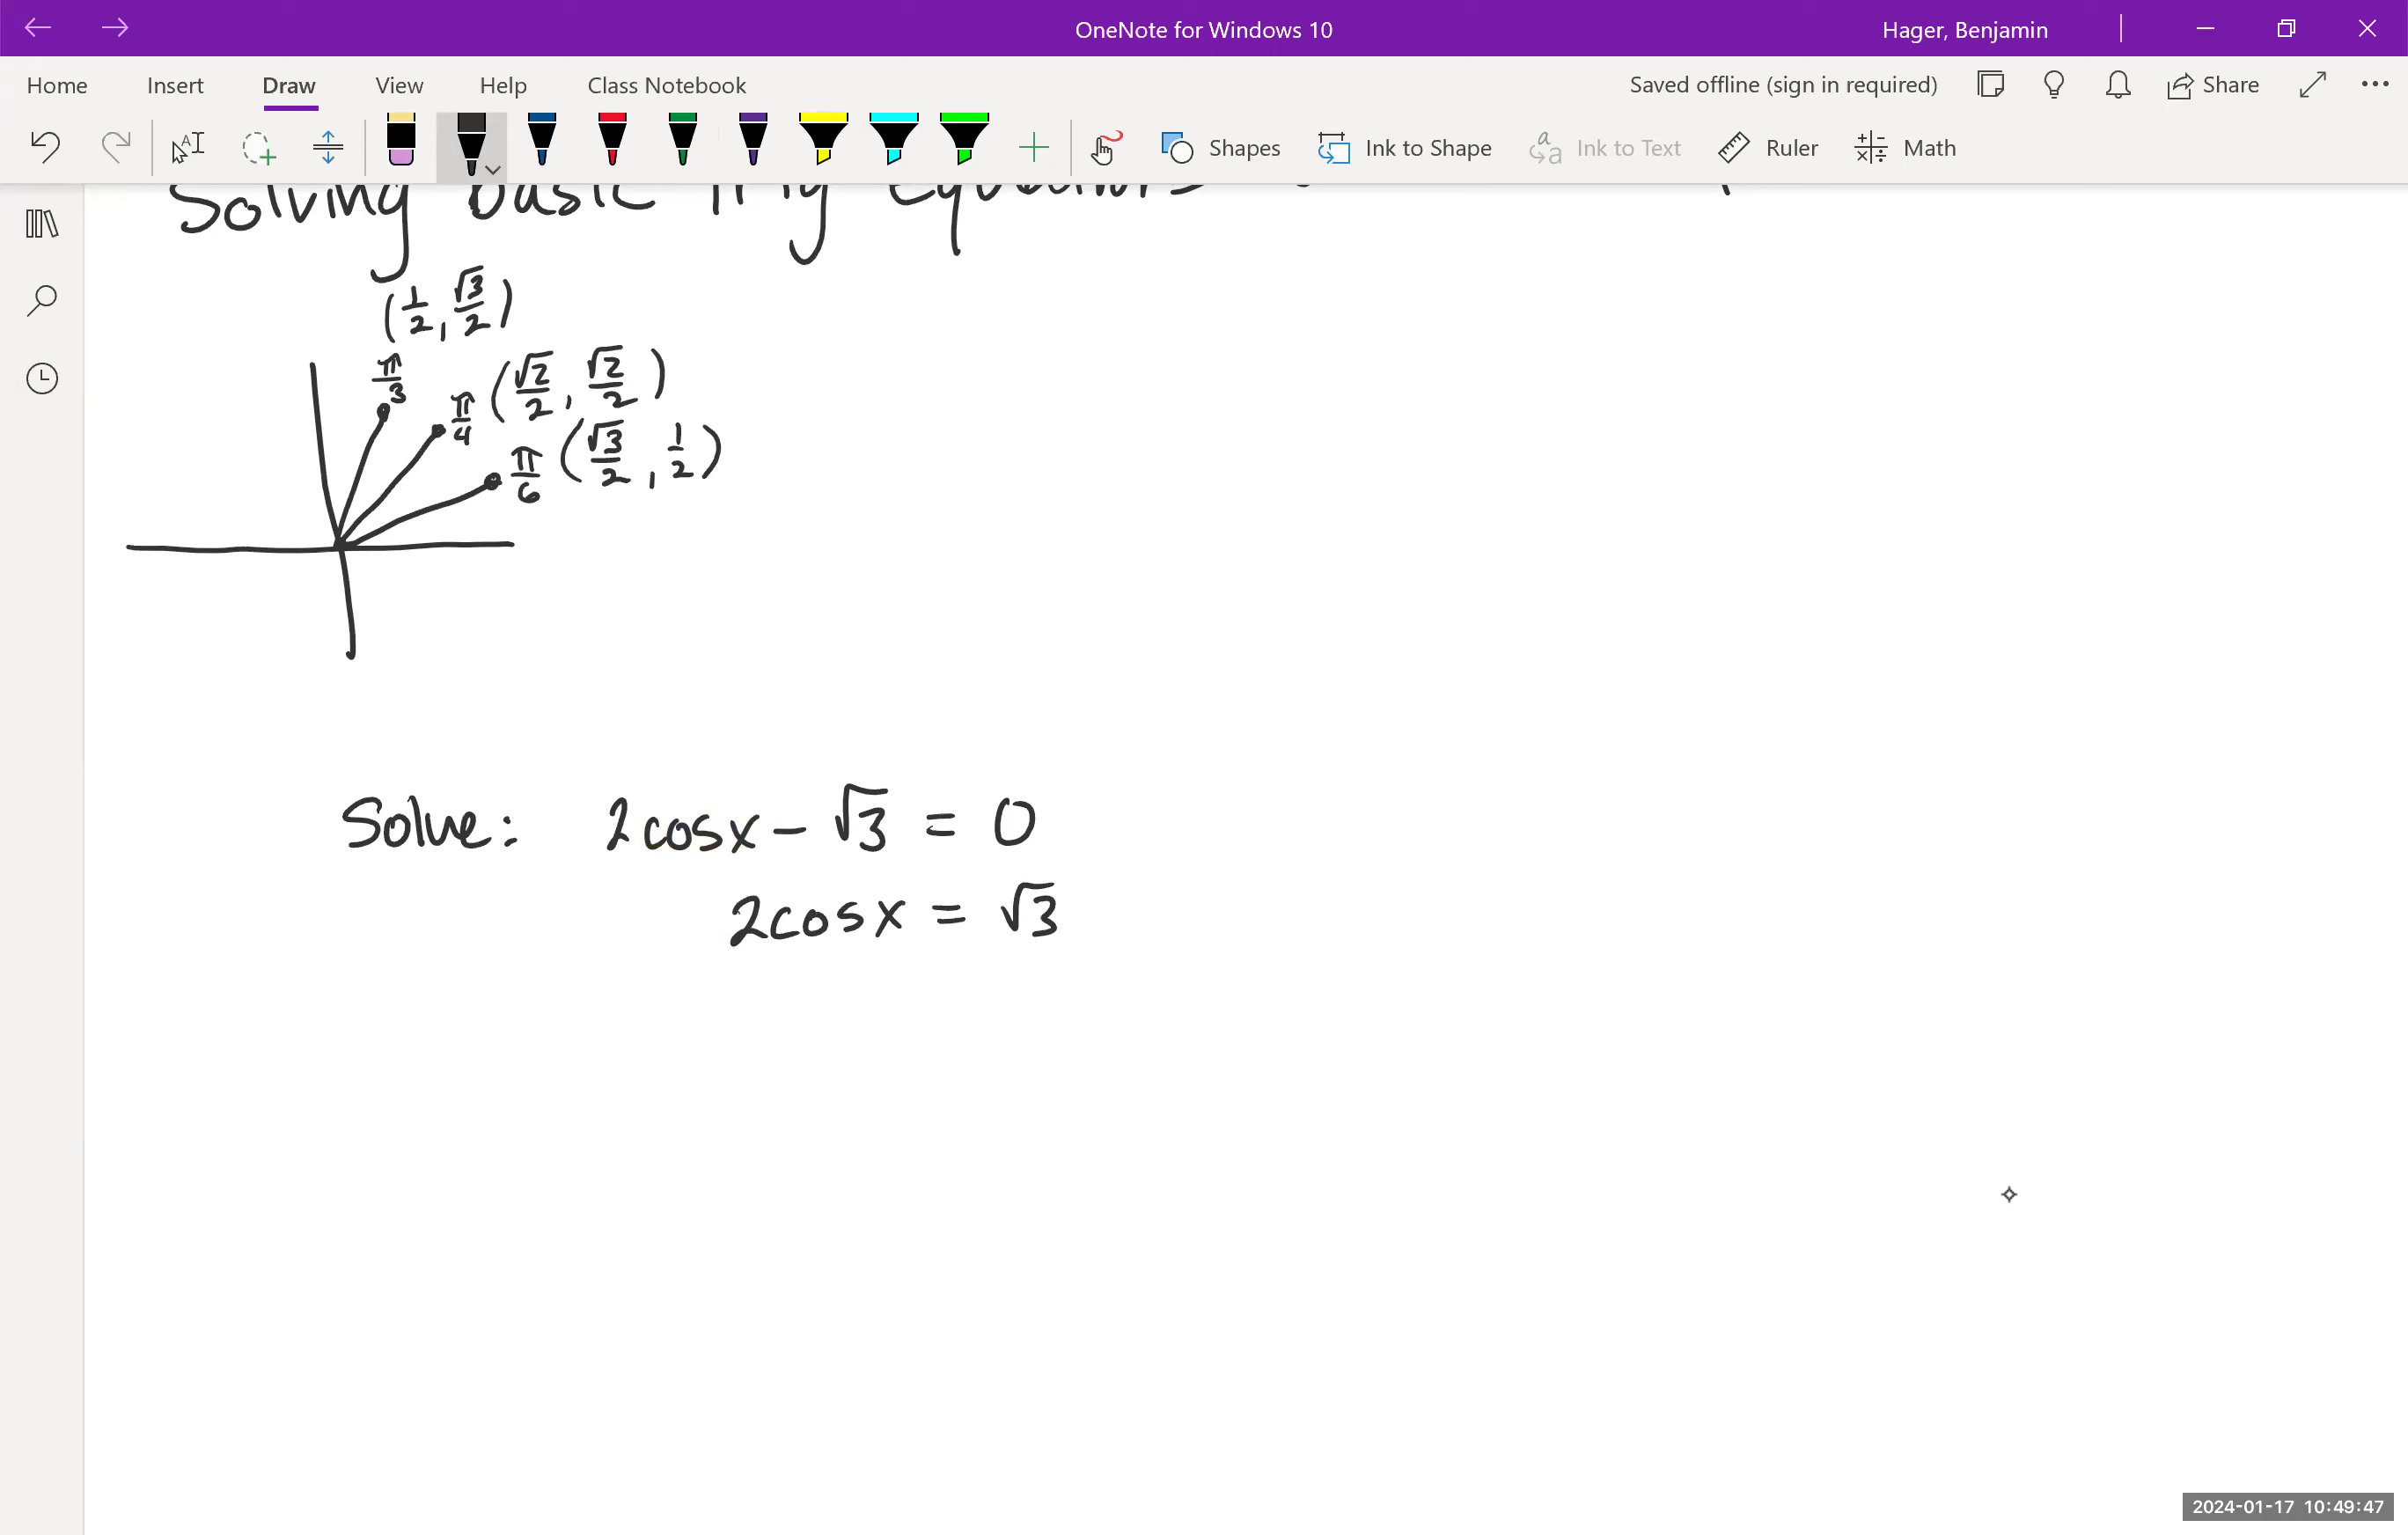 OneNote for Windows 10
Hager, Benjamin
Home Insert Draw View Help Class Notebook
Saved offline (sign in required) Share
Shapes Ink to Shape Ink to Text Ruler Math
Solving Basic Trig Equations
(1/2, √3/2)
π/3
π/4 (√2/2, √2/2)
π/6 (√3/2, 1/2)
Solve: 2cosx − √3 = 0
2cosx = √3
2024-01-17 10:49:47